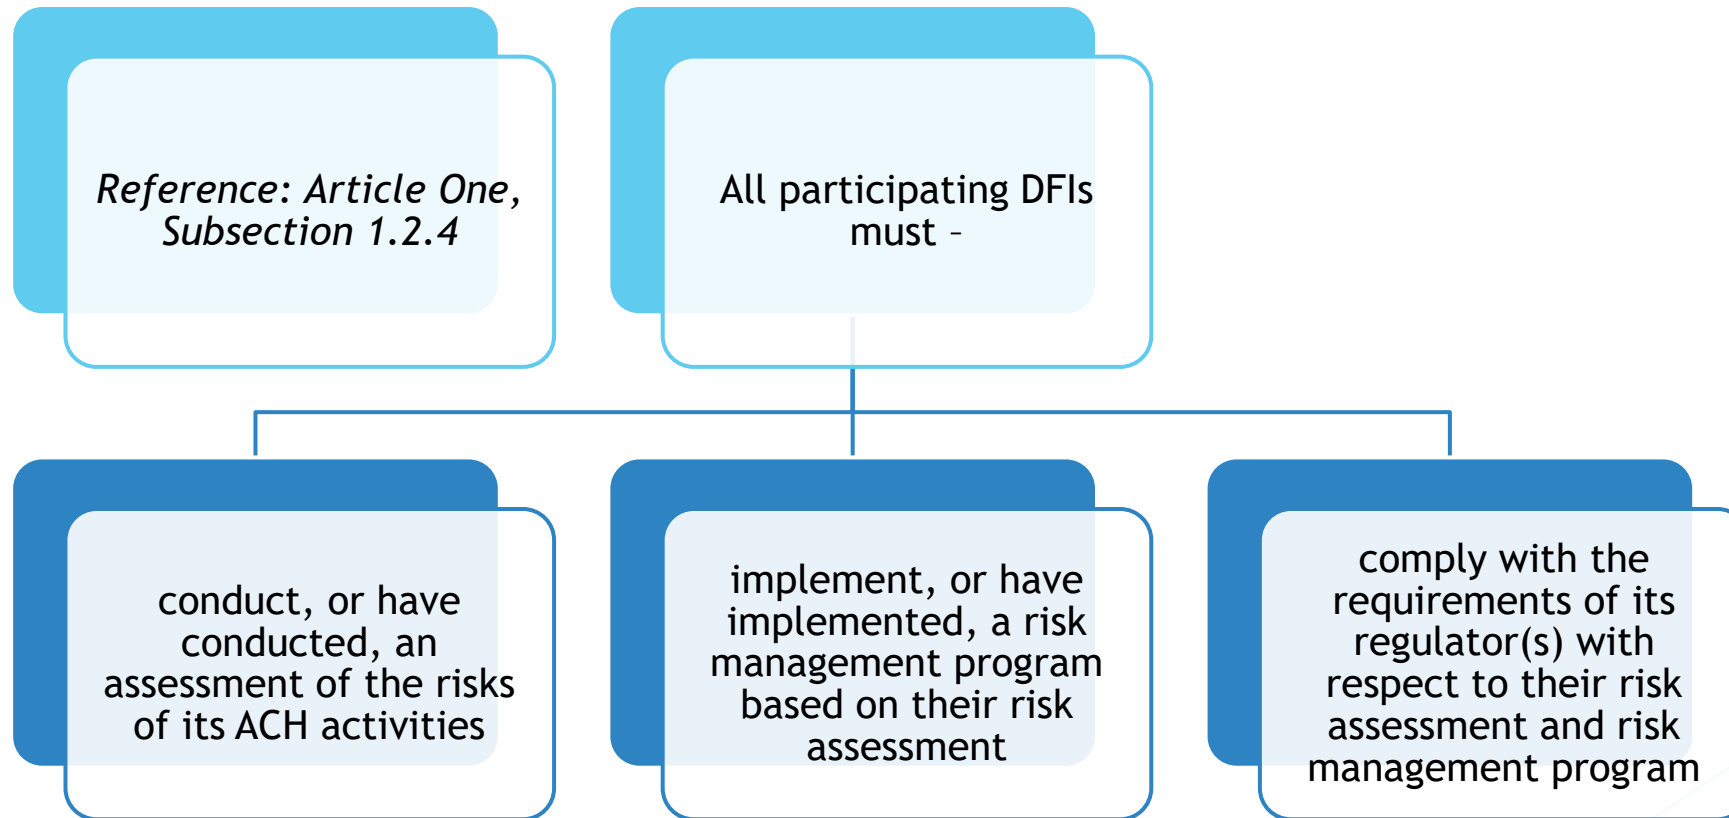 Reference: Article One,
Subsection 1.2.4
All participating DFIs
must –
conduct, or have
conducted, an
assessment of the risks
of its ACH activities
implement, or have
implemented, a risk
management program
based on their risk
assessment
comply with the
requirements of its
regulator(s) with
respect to their risk
assessment and risk
management program